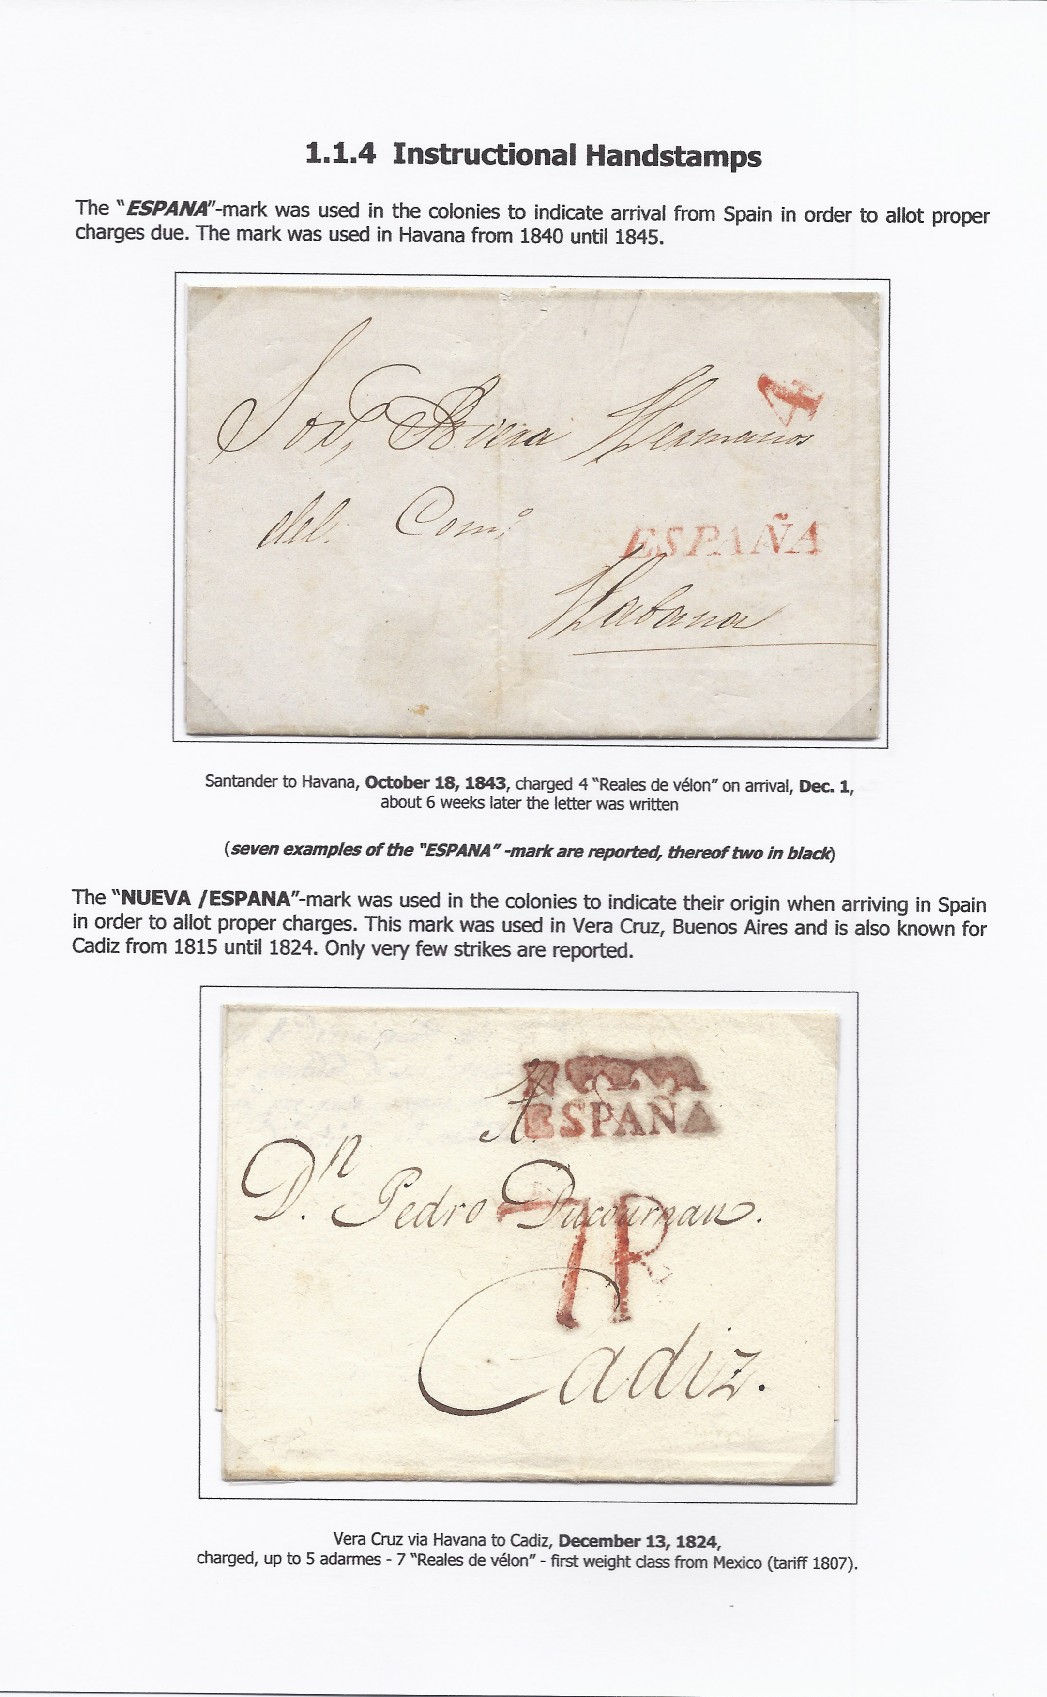 1.1.4 Instructional Handstamps
The "ESPANA"-mark was used in the colonies to indicate arrival from Spain in order to allot proper
charges due. The mark was used in Havana from 1840 until 1845.
4
Hermanos
del Comº
ESPAÑA
Habana
Santander to Havana, October 18, 1843, charged 4 "Reales de vélon" on arrival, Dec. 1,
about 6 weeks later the letter was written
(seven examples of the "ESPANA" -mark are reported, thereof two in black)
The "NUEVA /ESPANA"-mark was used in the colonies to indicate their origin when arriving in Spain
in order to allot proper charges. This mark was used in Vera Cruz, Buenos Aires and is also known for
Cadiz from 1815 until 1824. Only very few strikes are reported.
ESPAÑA
A
Dn. Pedro Ducournau.
7R
Cadiz.
Vera Cruz via Havana to Cadiz, December 13, 1824,
charged, up to 5 adarmes - 7 "Reales de vélon" - first weight class from Mexico (tariff 1807).